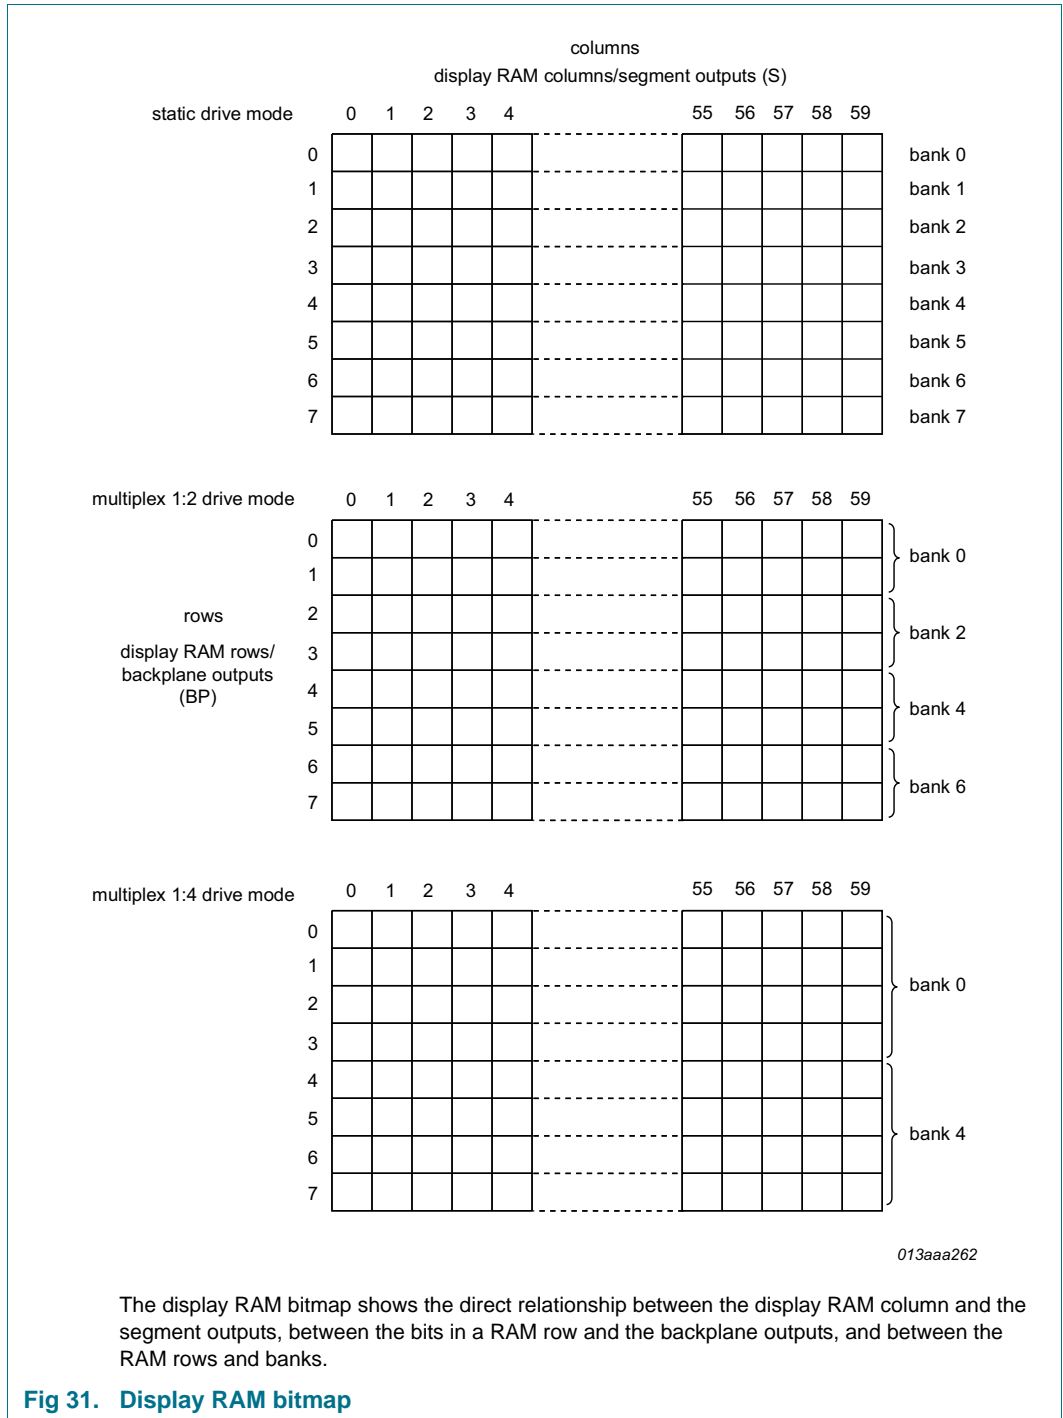 columns
display RAM columns/segment outputs (S)
static drive mode 0 1 2 3 4 55 56 57 58 59
0 bank 0
1 bank 1
2 bank 2
3 bank 3
4 bank 4
5 bank 5
6 bank 6
7 bank 7
multiplex 1:2 drive mode 0 1 2 3 4 55 56 57 58 59
0
bank 0
1
rows 2
bank 2
display RAM rows/ 3
backplane outputs
(BP)
4
bank 4
5
6
bank 6
7
multiplex 1:4 drive mode 0 1 2 3 4 55 56 57 58 59
0
1
bank 0
2
3
4
5
bank 4
6
7
013aaa262
The display RAM bitmap shows the direct relationship between the display RAM column and the
segment outputs, between the bits in a RAM row and the backplane outputs, and between the
RAM rows and banks.
Fig 31. Display RAM bitmap